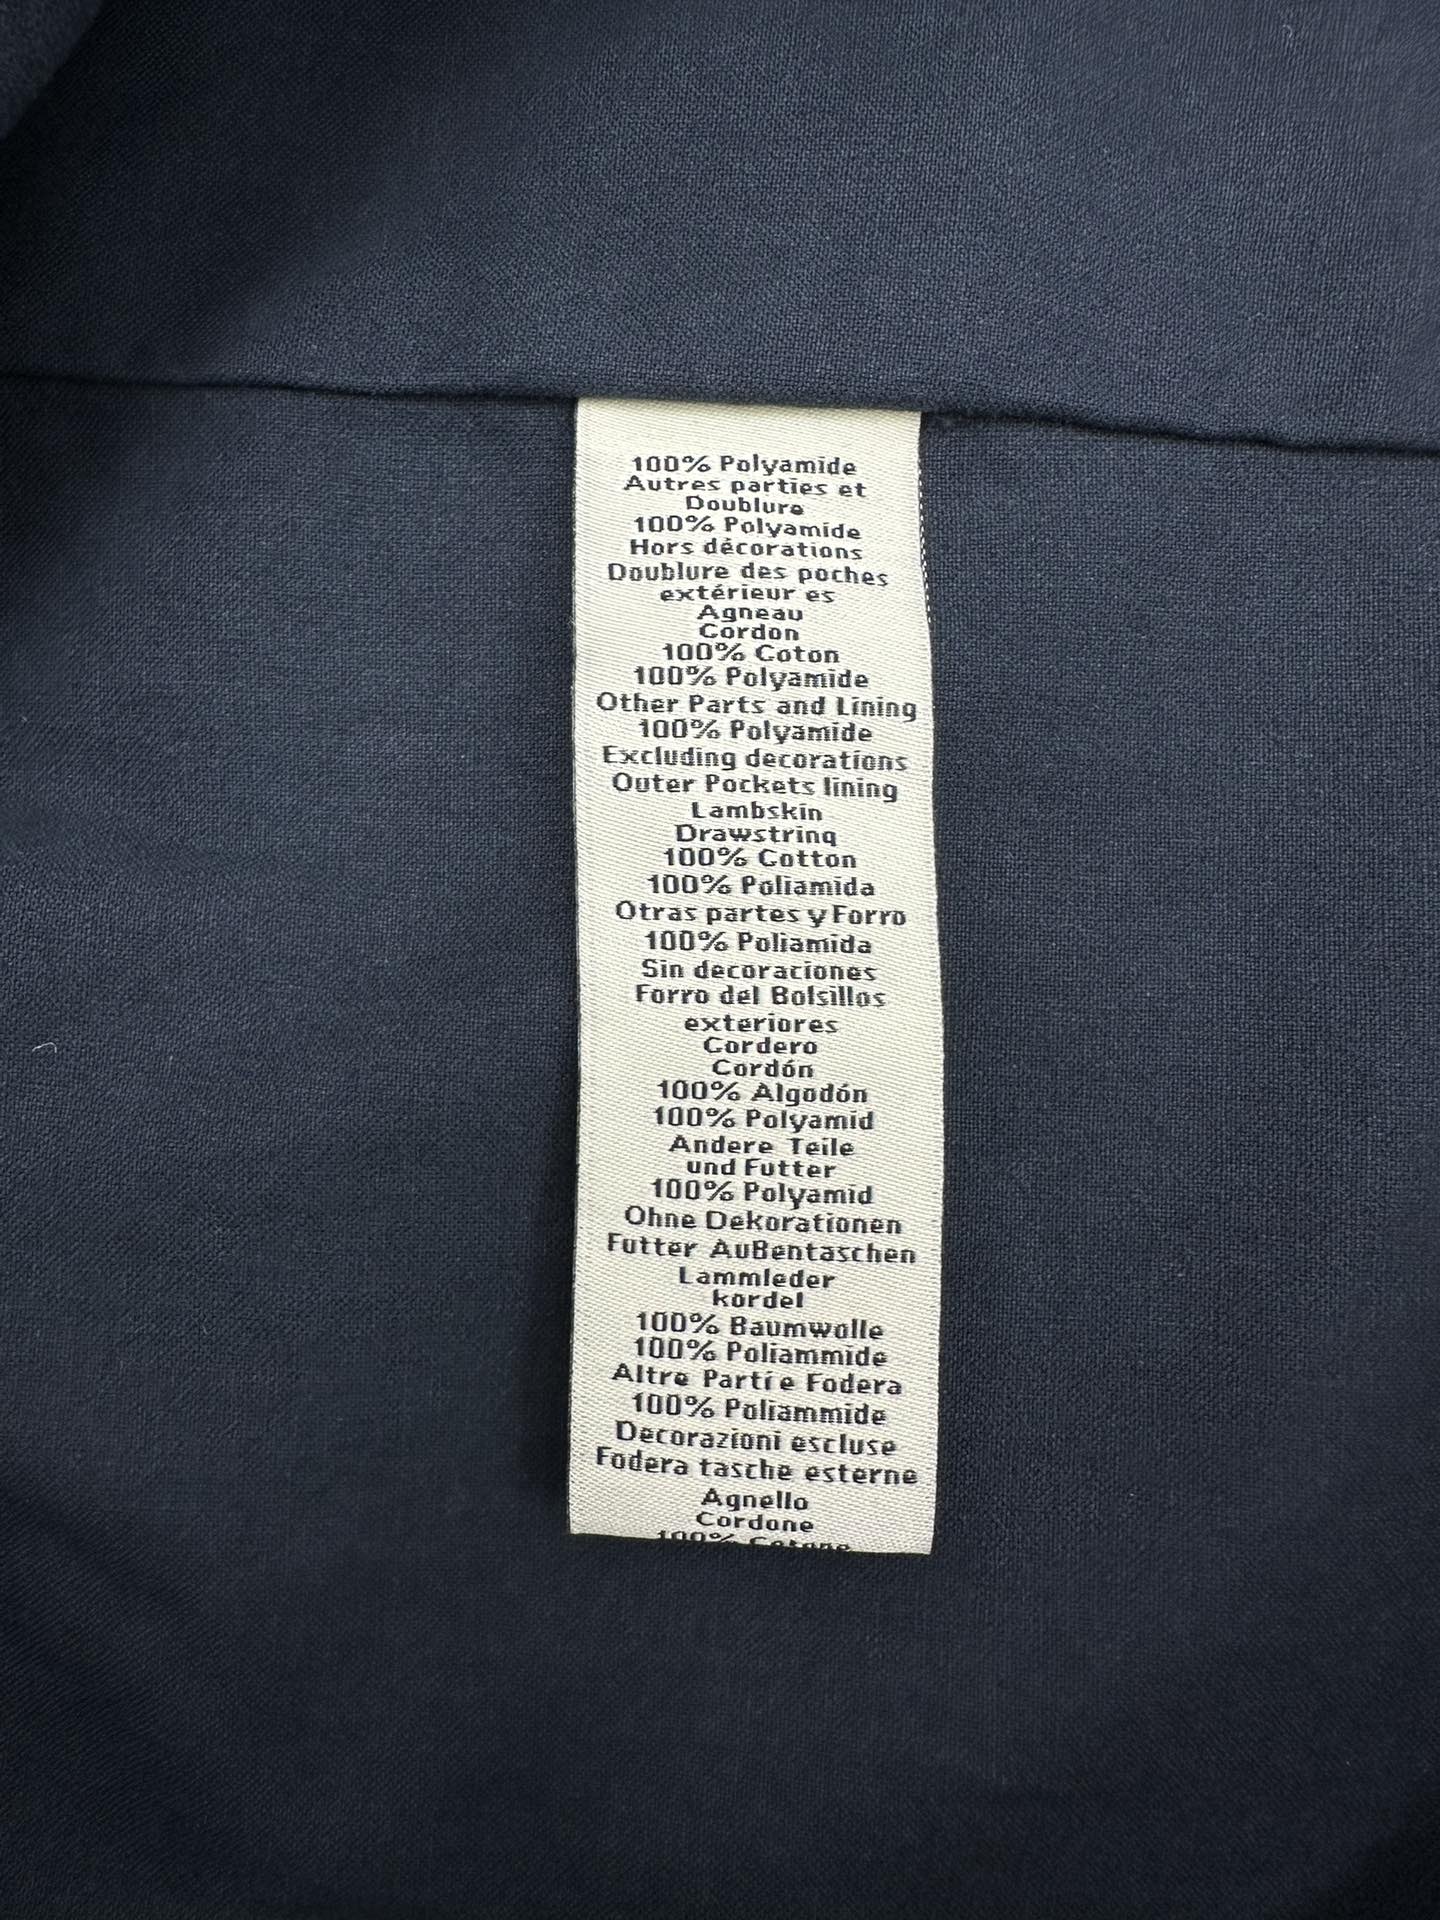 100% Polyamide
Autres parties et
Doublure
100% Polyamide
Hors décorations
Doublure des poches
extérieur es
Agneau
Cordon
100% Coton
100% Polyamide
Other Parts and Lining
100% Polyamide
Excluding decorations
Outer Pockets lining
Lambskin
Drawstring
100% Cotton
100% Poliamida
Otras partes y Forro
100% Poliamida
Sin decoraciones
Forro del Bolsillos
exteriores
Cordero
Cordón
100% Algodón
100% Polyamid
Andere Teile
und Futter
100% Polyamid
Ohne Dekorationen
Futter Außentaschen
Lammleder
kordel
100% Baumwolle
100% Poliammide
Altre Parti e Fodera
100% Poliammide
Decorazioni escluse
Fodera tasche esterne
Agnello
Cordone
100% Cotone